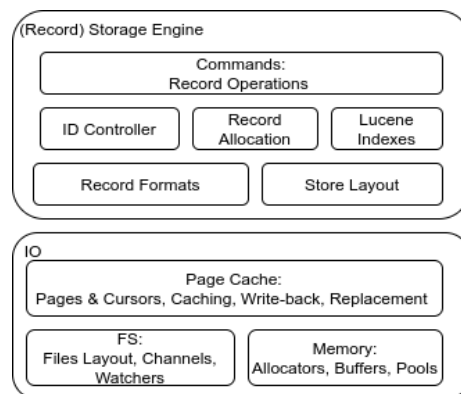 (Record) Storage Engine
Commands:
Record Operations
ID Controller
Record
Allocation
Lucene
Indexes
Record Formats
Store Layout
IO
Page Cache:
Pages & Cursors, Caching, Write-back, Replacement
FS:
Files Layout, Channels,
Watchers
Memory:
Allocators, Buffers, Pools